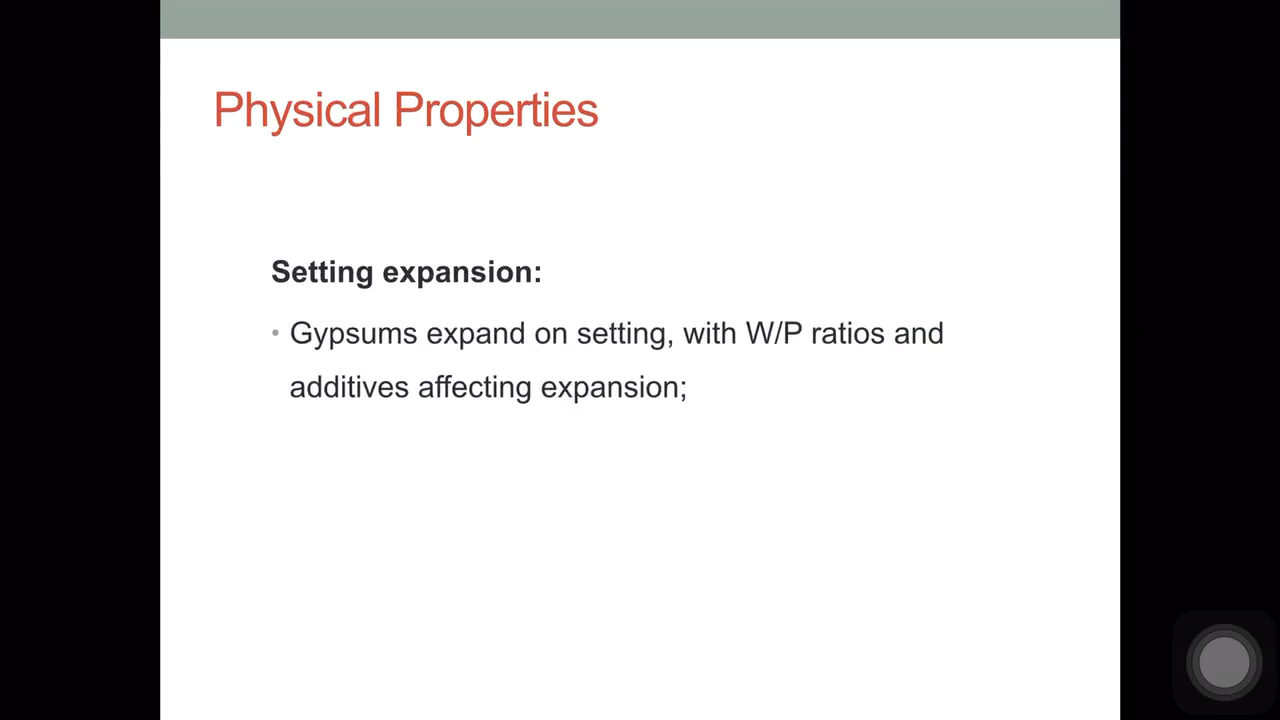 Physical Properties
Setting expansion:
• Gypsums expand on setting, with W/P ratios and
additives affecting expansion;